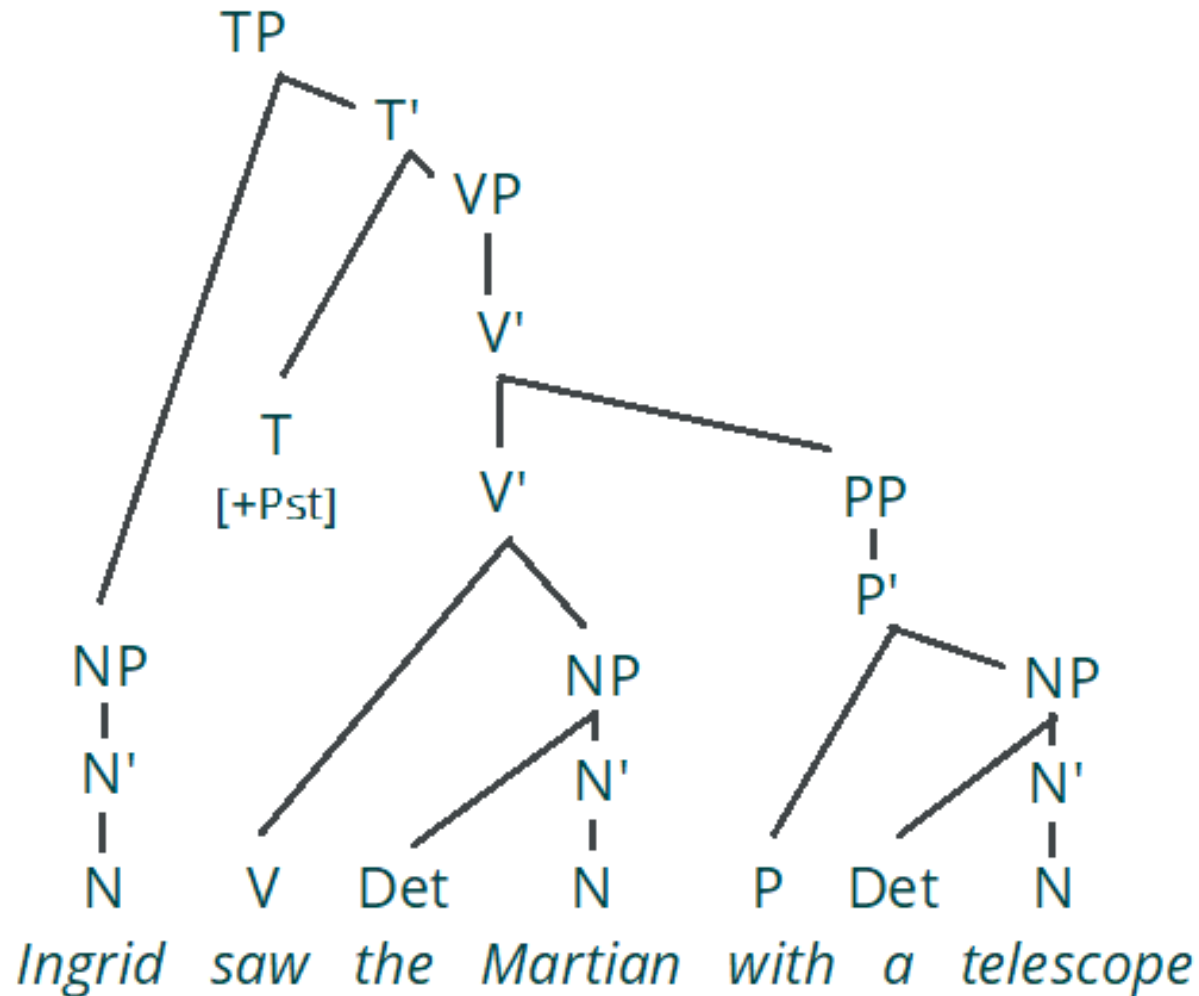 TP
T'
VP
V'
T
[+Pst]
V'
PP
P'
NP NP NP
N' N' N'
N V Det N P Det N
Ingrid saw the Martian with a telescope